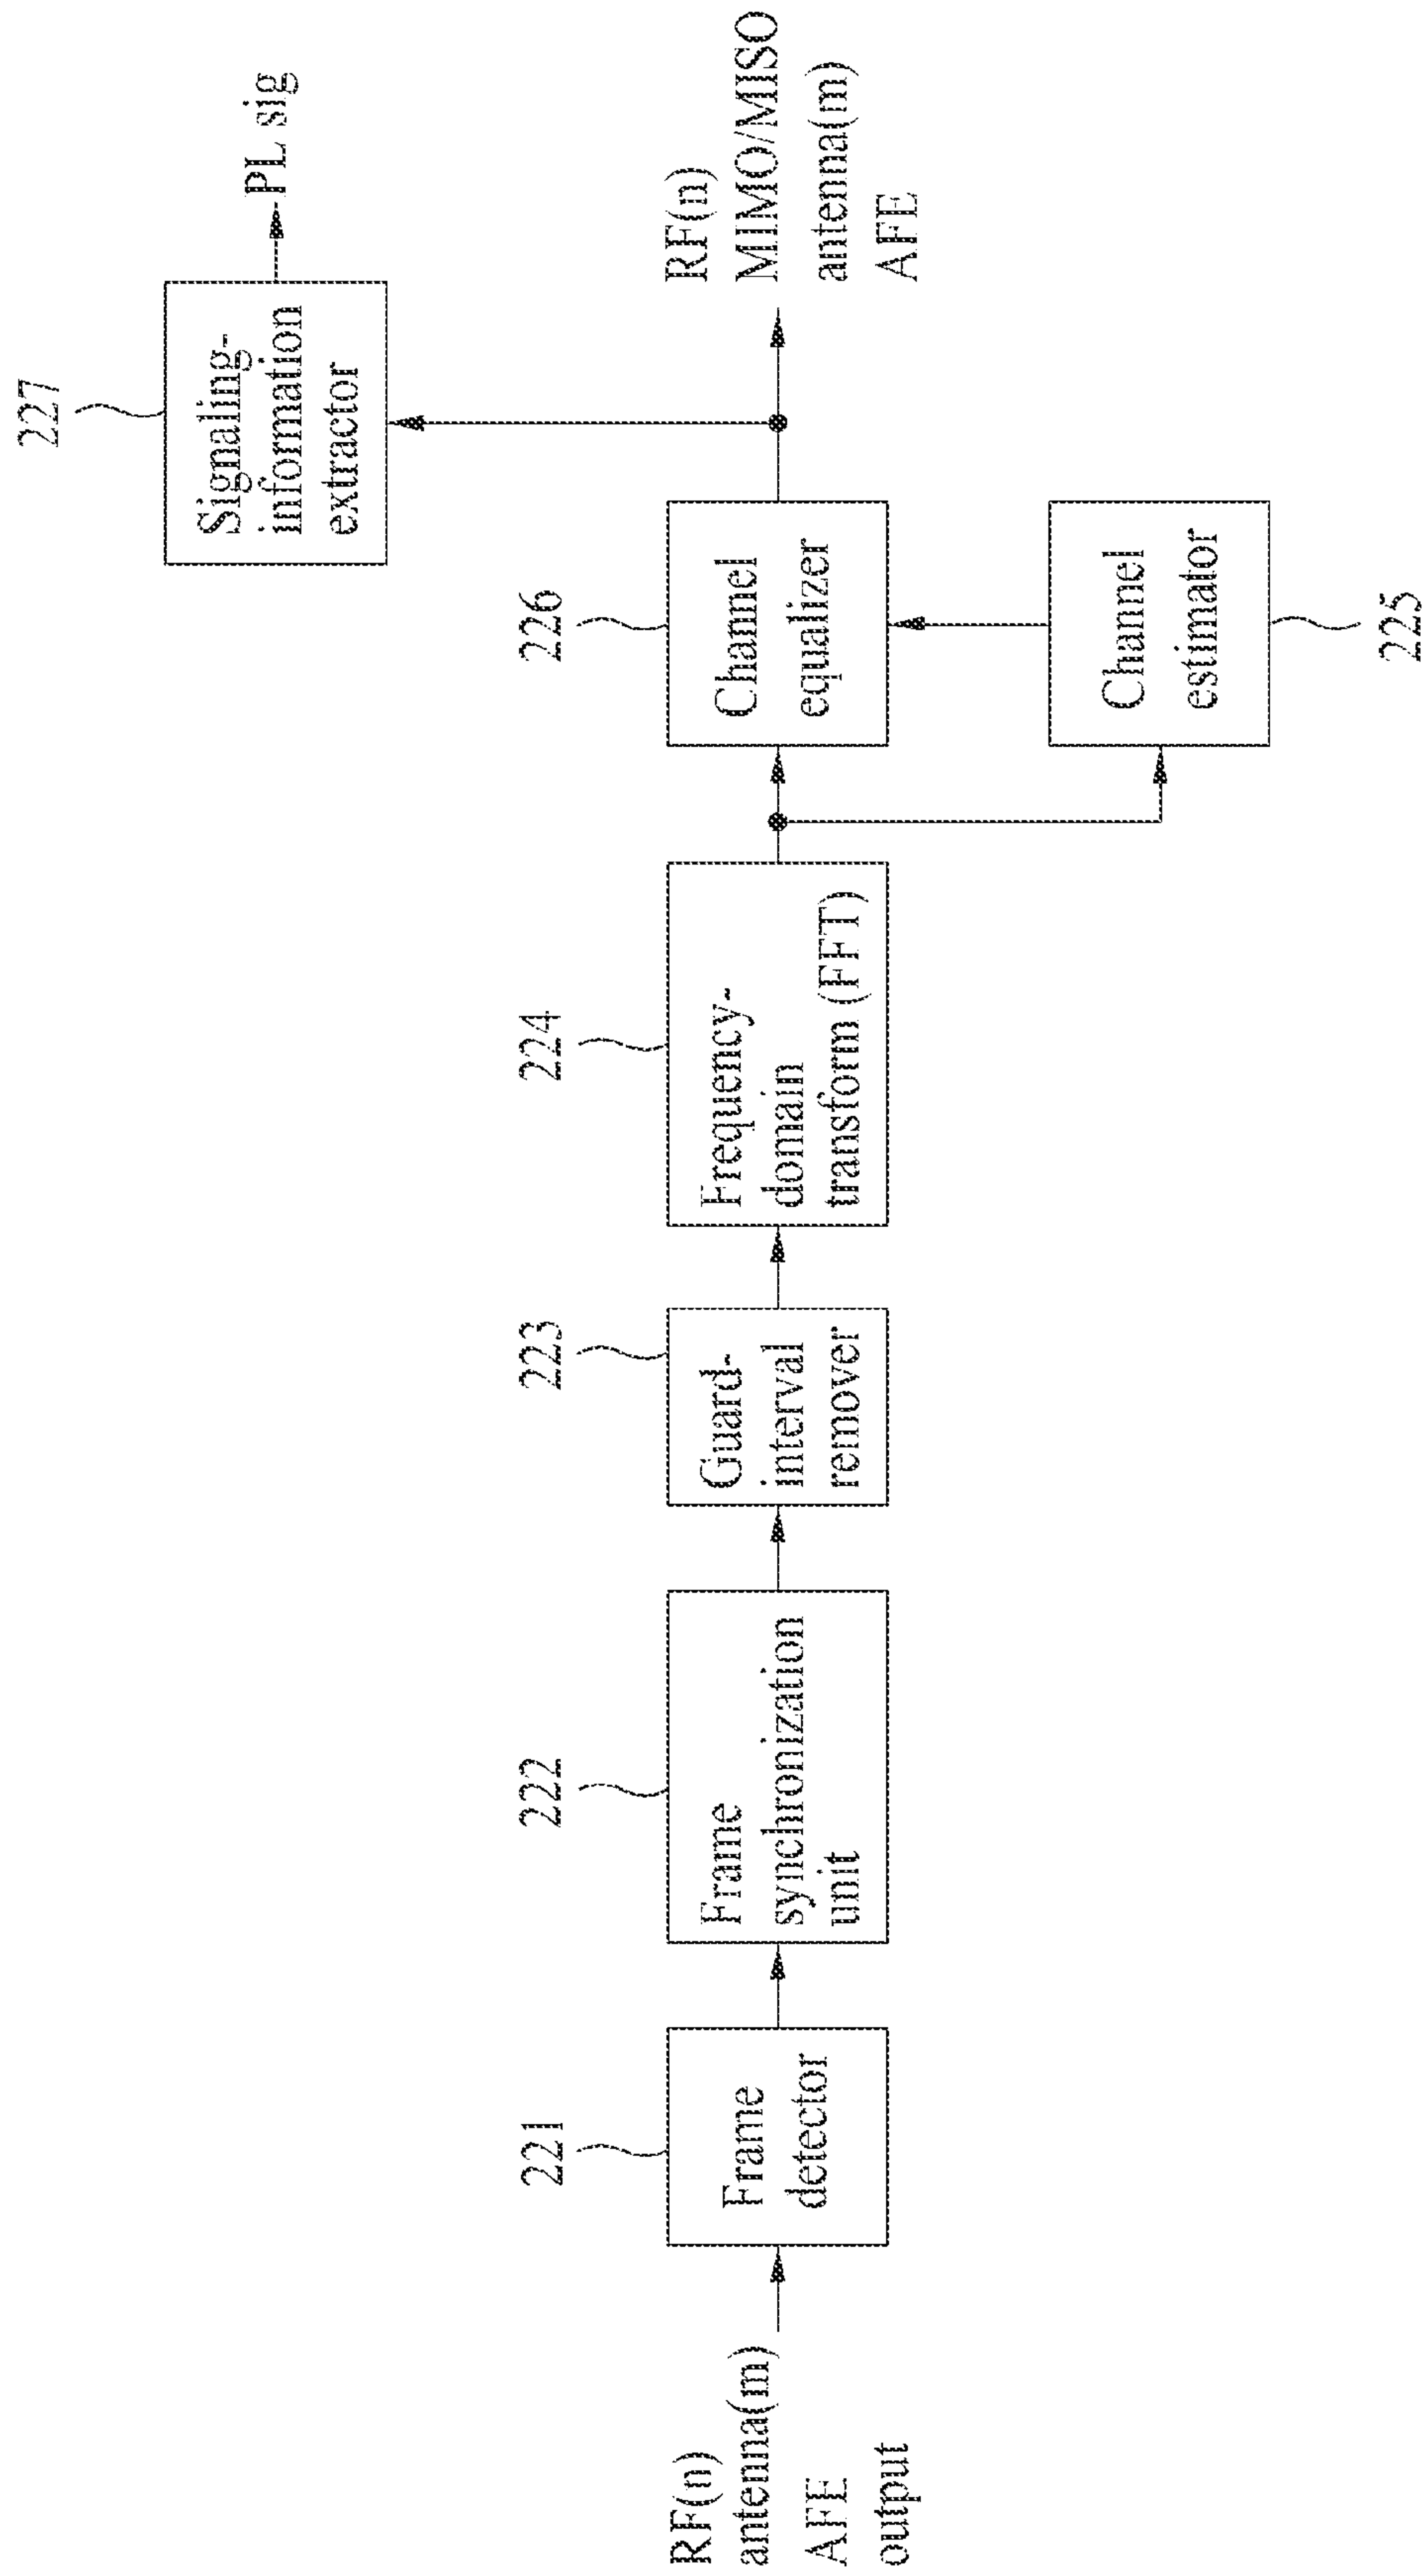 227
Signaling-
information
extractor
PL sig
RF(n)
antenna(m)
AFE
output
221
Frame
detector
222
Frame
synchronization
unit
223
Guard-
interval
remover
224
Frequency-
domain
transform (FFT)
226
Channel
equalizer
RF(n)
MIMO/MISO
antenna(m)
AFE
Channel
estimator
225